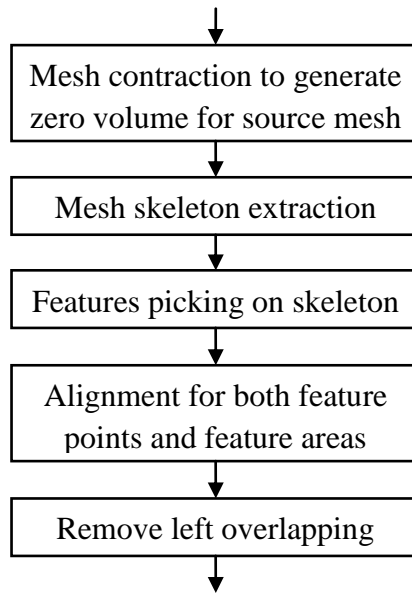 Mesh contraction to generate
zero volume for source mesh
Mesh skeleton extraction
Features picking on skeleton
Alignment for both feature
points and feature areas
Remove left overlapping